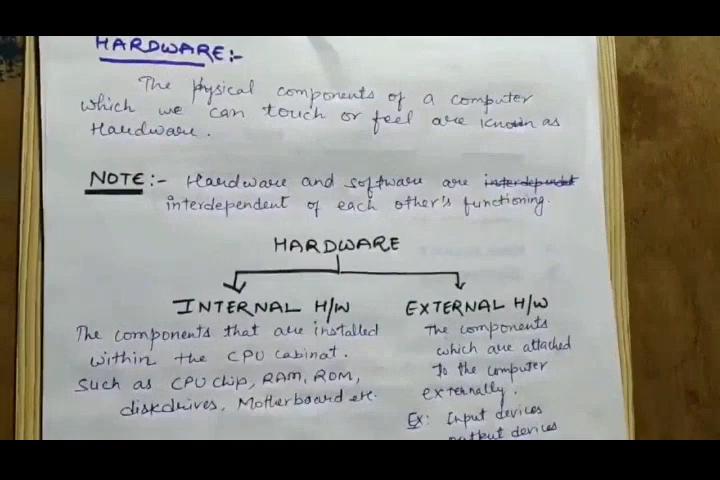 HARDWARE:-
The physical components of a computer
which we can touch or feel are known as
Hardware.
NOTE:- Hardware and software are interdependent
interdependent of each other's functioning.
HARDWARE
INTERNAL H/W
The components that are installed
within the CPU cabinat.
Such as CPU chip, RAM, ROM,
diskdrives, Motherboard etc.
EXTERNAL H/W
The components
which are attached
to the computer
externally.
Ex: Input devices
output devices